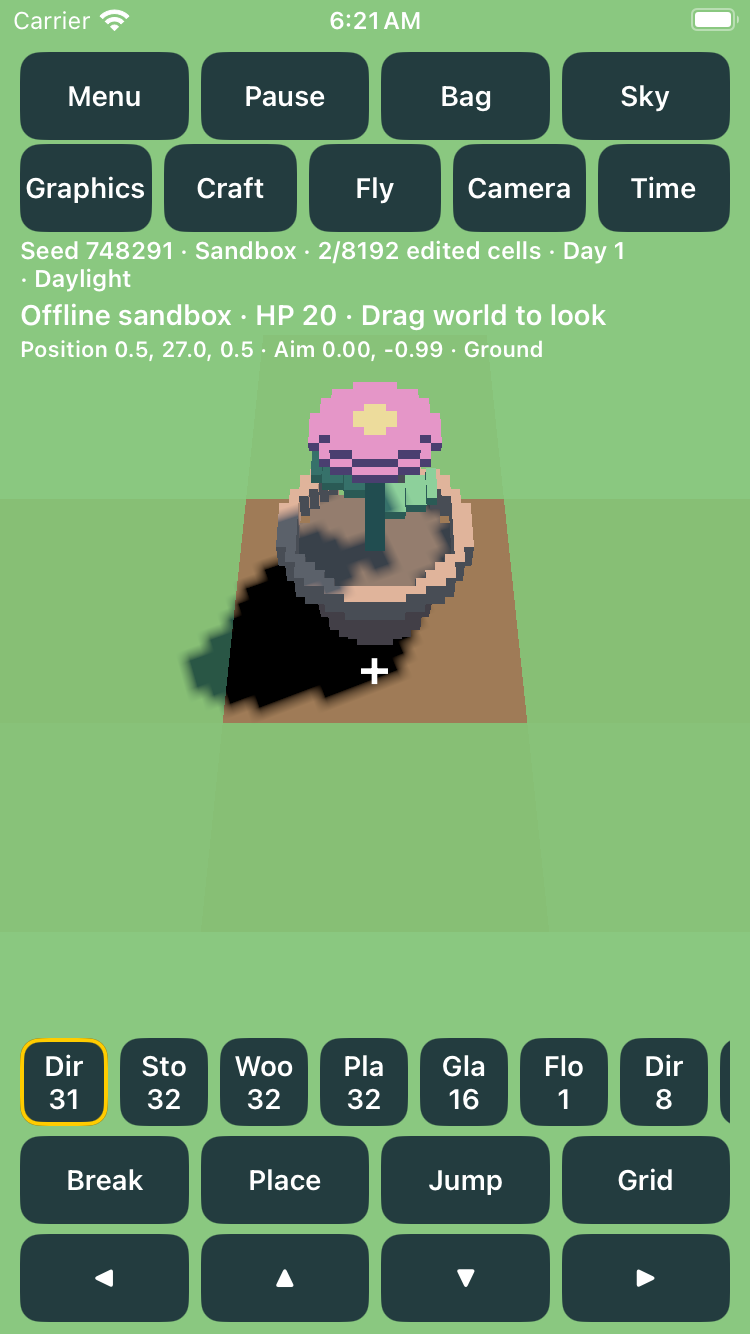 Carrier 6:21 AM
Menu Pause Bag Sky
Graphics Craft Fly Camera Time
Seed 748291 · Sandbox · 2/8192 edited cells · Day 1
· Daylight
Offline sandbox · HP 20 · Drag world to look
Position 0.5, 27.0, 0.5 · Aim 0.00, -0.99 · Ground
Dir Sto Woo Pla Gla Flo Dir
31 32 32 32 16 1 8
Break Place Jump Grid